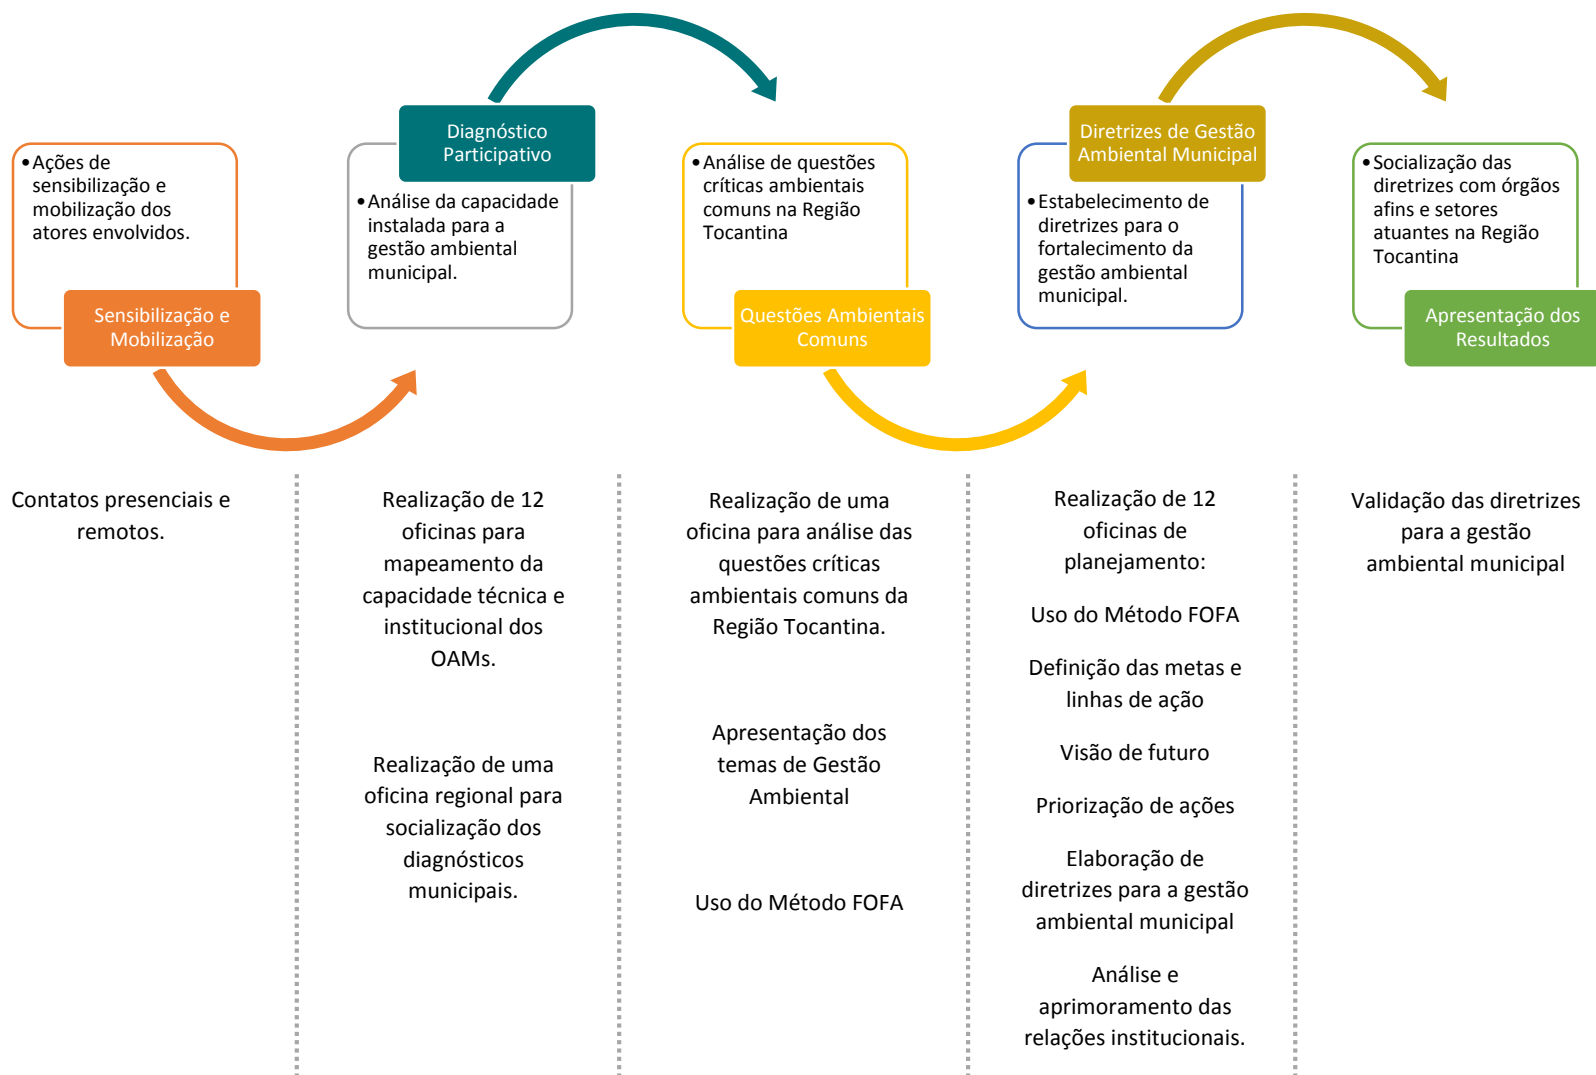 •Ações de
sensibilização e
mobilização dos
atores envolvidos.
Sensibilização e
Mobilização
Diagnóstico
Participativo
•Análise da capacidade
instalada para a
gestão ambiental
municipal.
•Análise de questões
críticas ambientais
comuns na Região
Tocantina
Questões Ambientais
Comuns
Diretrizes de Gestão
Ambiental Municipal
•Estabelecimento de
diretrizes para o
fortalecimento da
gestão ambiental
municipal.
•Socialização das
diretrizes com órgãos
afins e setores
atuantes na Região
Tocantina
Apresentação dos
Resultados
Contatos presenciais e
remotos.
Realização de 12
oficinas para
mapeamento da
capacidade técnica e
institucional dos
OAMs.
Realização de uma
oficina regional para
socialização dos
diagnósticos
municipais.
Realização de uma
oficina para análise das
questões críticas
ambientais comuns da
Região Tocantina.
Apresentação dos
temas de Gestão
Ambiental
Uso do Método FOFA
Realização de 12
oficinas de
planejamento:
Uso do Método FOFA
Definição das metas e
linhas de ação
Visão de futuro
Priorização de ações
Elaboração de
diretrizes para a gestão
ambiental municipal
Análise e
aprimoramento das
relações institucionais.
Validação das diretrizes
para a gestão
ambiental municipal